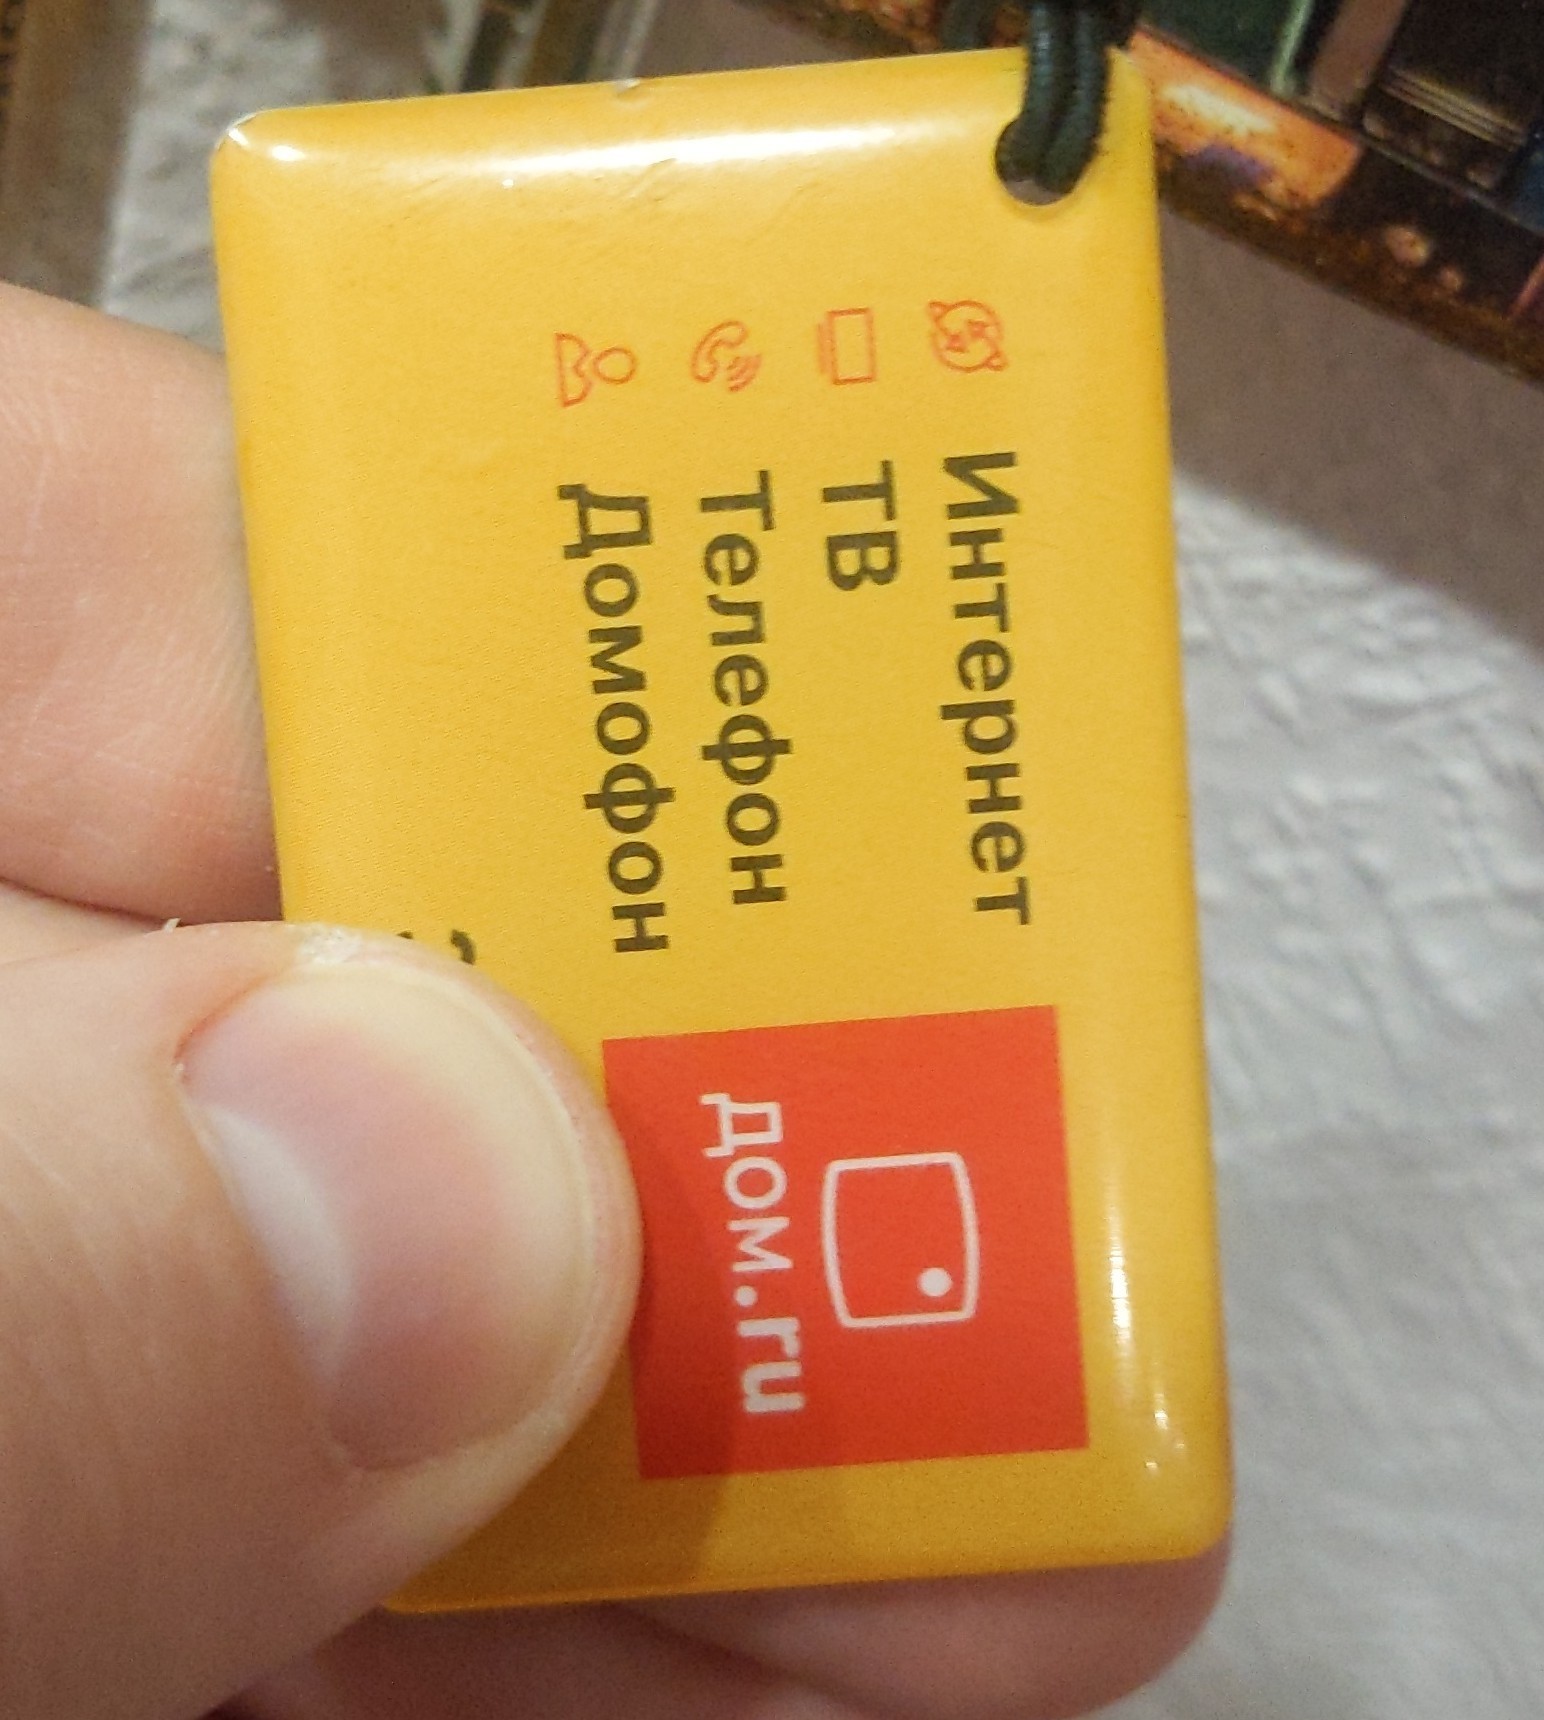 Интернет
ТВ
Телефон
Домофон
дом.ru